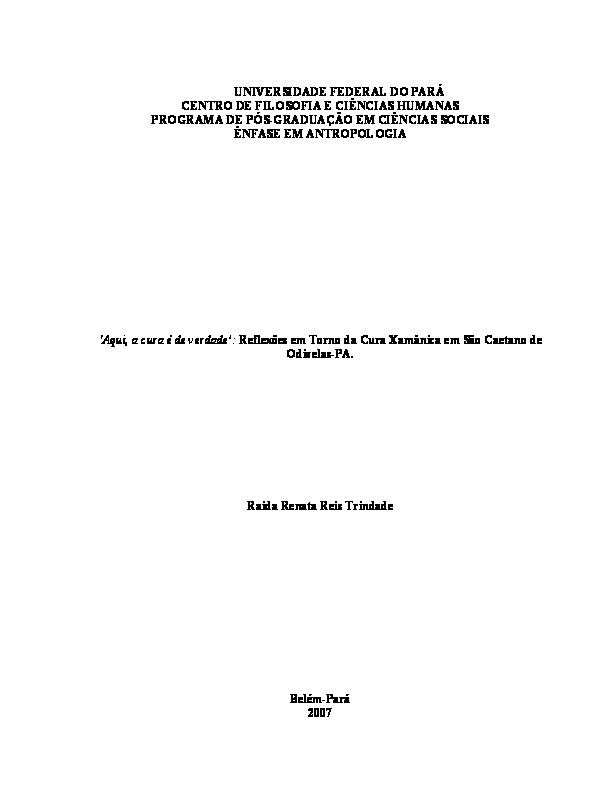 UNIVERSIDADE FEDERAL DO PARÁ
CENTRO DE FILOSOFIA E CIÊNCIAS HUMANAS
PROGRAMA DE PÓS-GRADUAÇÃO EM CIÊNCIAS SOCIAIS
ÊNFASE EM ANTROPOLOGIA
'Aqui, a cura é de verdade': Reflexões em Torno da Cura Xamânica em São Caetano de
Odivelas-PA.
Raida Renata Reis Trindade
Belém-Pará
2007